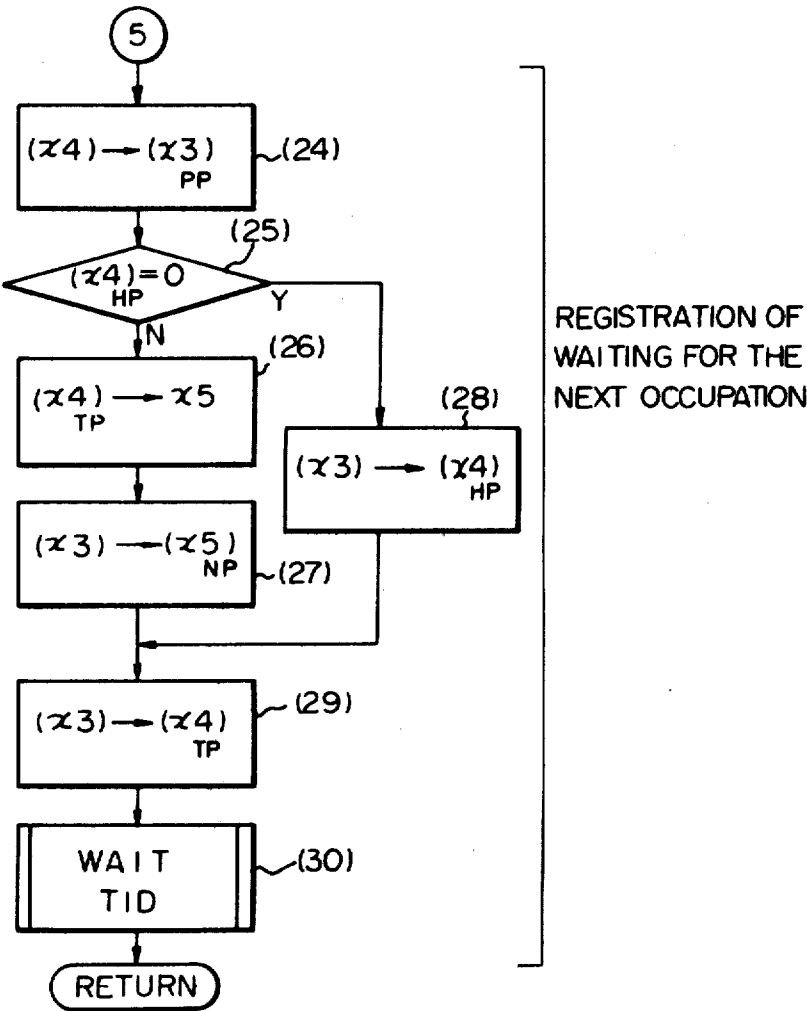 5
(x4) → (x3)
PP
(24)
(25)
(x4)=0
HP
Y
N
(26)
(x4) → x5
TP
(28)
(x3) → (x4)
HP
(x3) → (x5)
NP
(27)
(x3) → (x4)
TP
(29)
WAIT
TID
(30)
RETURN
REGISTRATION OF
WAITING FOR THE
NEXT OCCUPATION